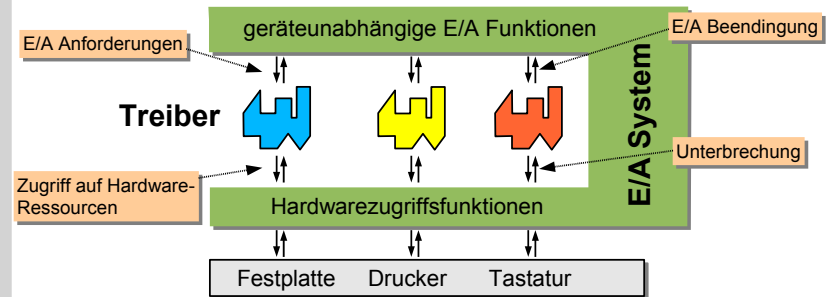 geräteunabhängige E/A Funktionen
E/A Anforderungen
E/A Beendingung
Treiber
E/A System
Unterbrechung
Zugriff auf Hardware-
Ressourcen
Hardwarezugriffsfunktionen
Festplatte Drucker Tastatur